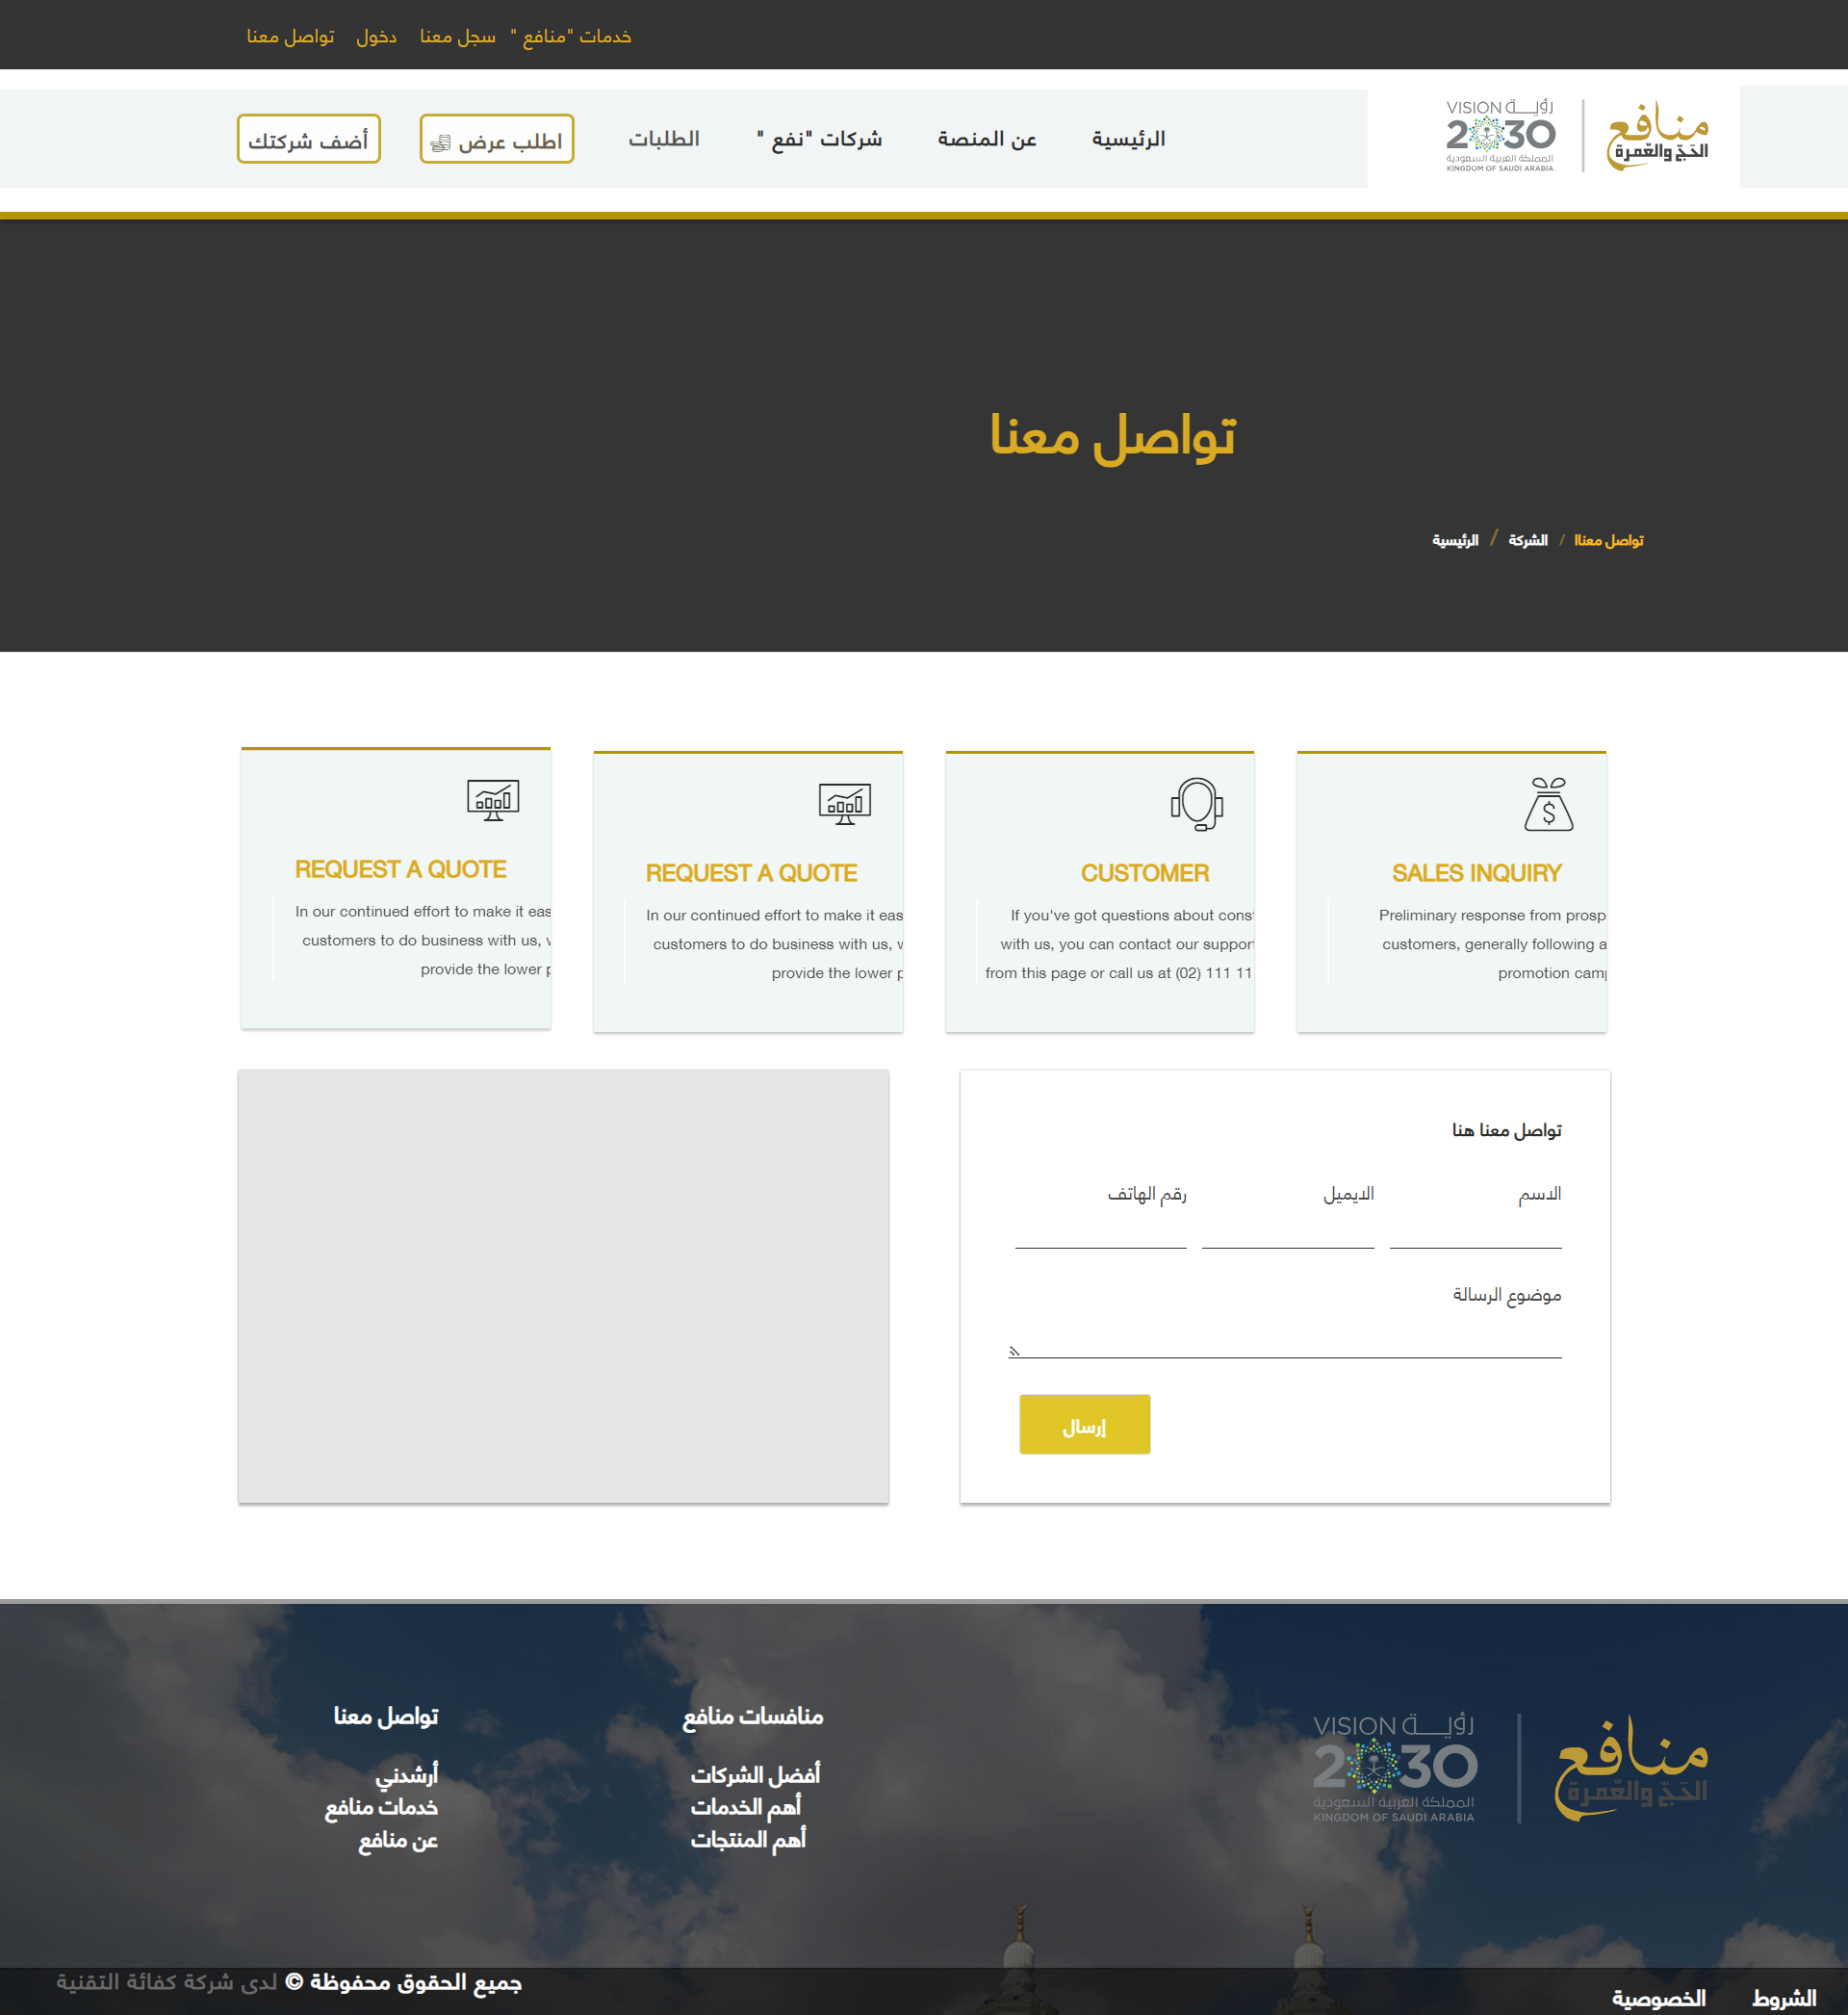 خدمات "منافع " سجل معنا دخول تواصل معنا
منافع
الحَجّ والعُمرة
VISION رؤيـــة
2030
المملكة العربية السعودية
KINGDOM OF SAUDI ARABIA
الرئيسية عن المنصة شركات "نفع " الطلبات اطلب عرض أضف شركتك
تواصل معنا
الرئيسية / الشركة / تواصل معناا
SALES INQUIRY
Preliminary response from prosp
customers, generally following a
promotion camp
CUSTOMER
If you've got questions about cons
with us, you can contact our suppor
from this page or call us at (02) 111 11
REQUEST A QUOTE
In our continued effort to make it eas
customers to do business with us, w
provide the lower p
REQUEST A QUOTE
In our continued effort to make it eas
customers to do business with us, w
provide the lower p
تواصل معنا هنا
الاسم الايميل رقم الهاتف
موضوع الرسالة
إرسال
منافع
الحَجّ والعُمرة
VISION رؤيـــة
2030
المملكة العربية السعودية
KINGDOM OF SAUDI ARABIA
منافسات منافع
أفضل الشركات
أهم الخدمات
أهم المنتجات
تواصل معنا
أرشدني
خدمات منافع
عن منافع
الشروط الخصوصية
جميع الحقوق محفوظة © لدى شركة كفائة التقنية